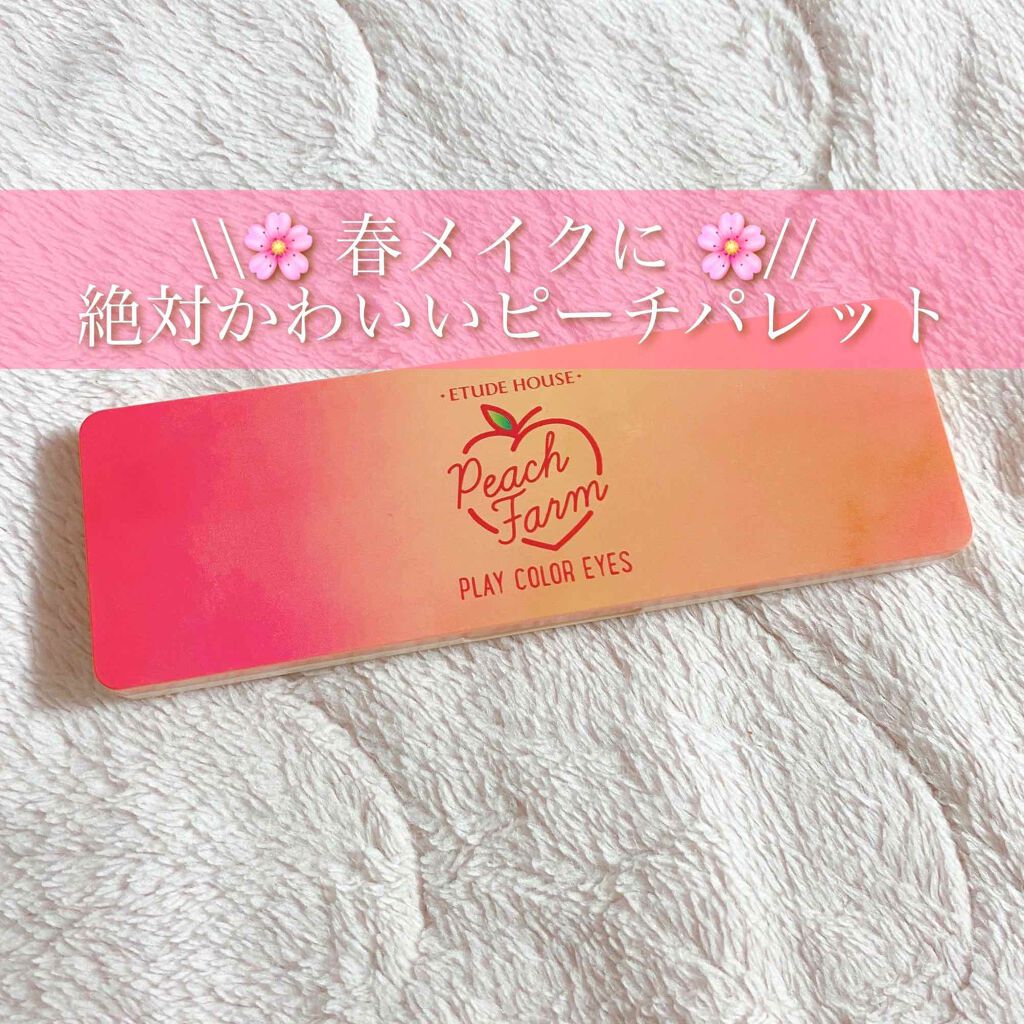 \\🌸 春メイクに 🌸//
絶対かわいいピーチパレット
・ETUDE HOUSE・
Peach
Farm
PLAY COLOR EYES